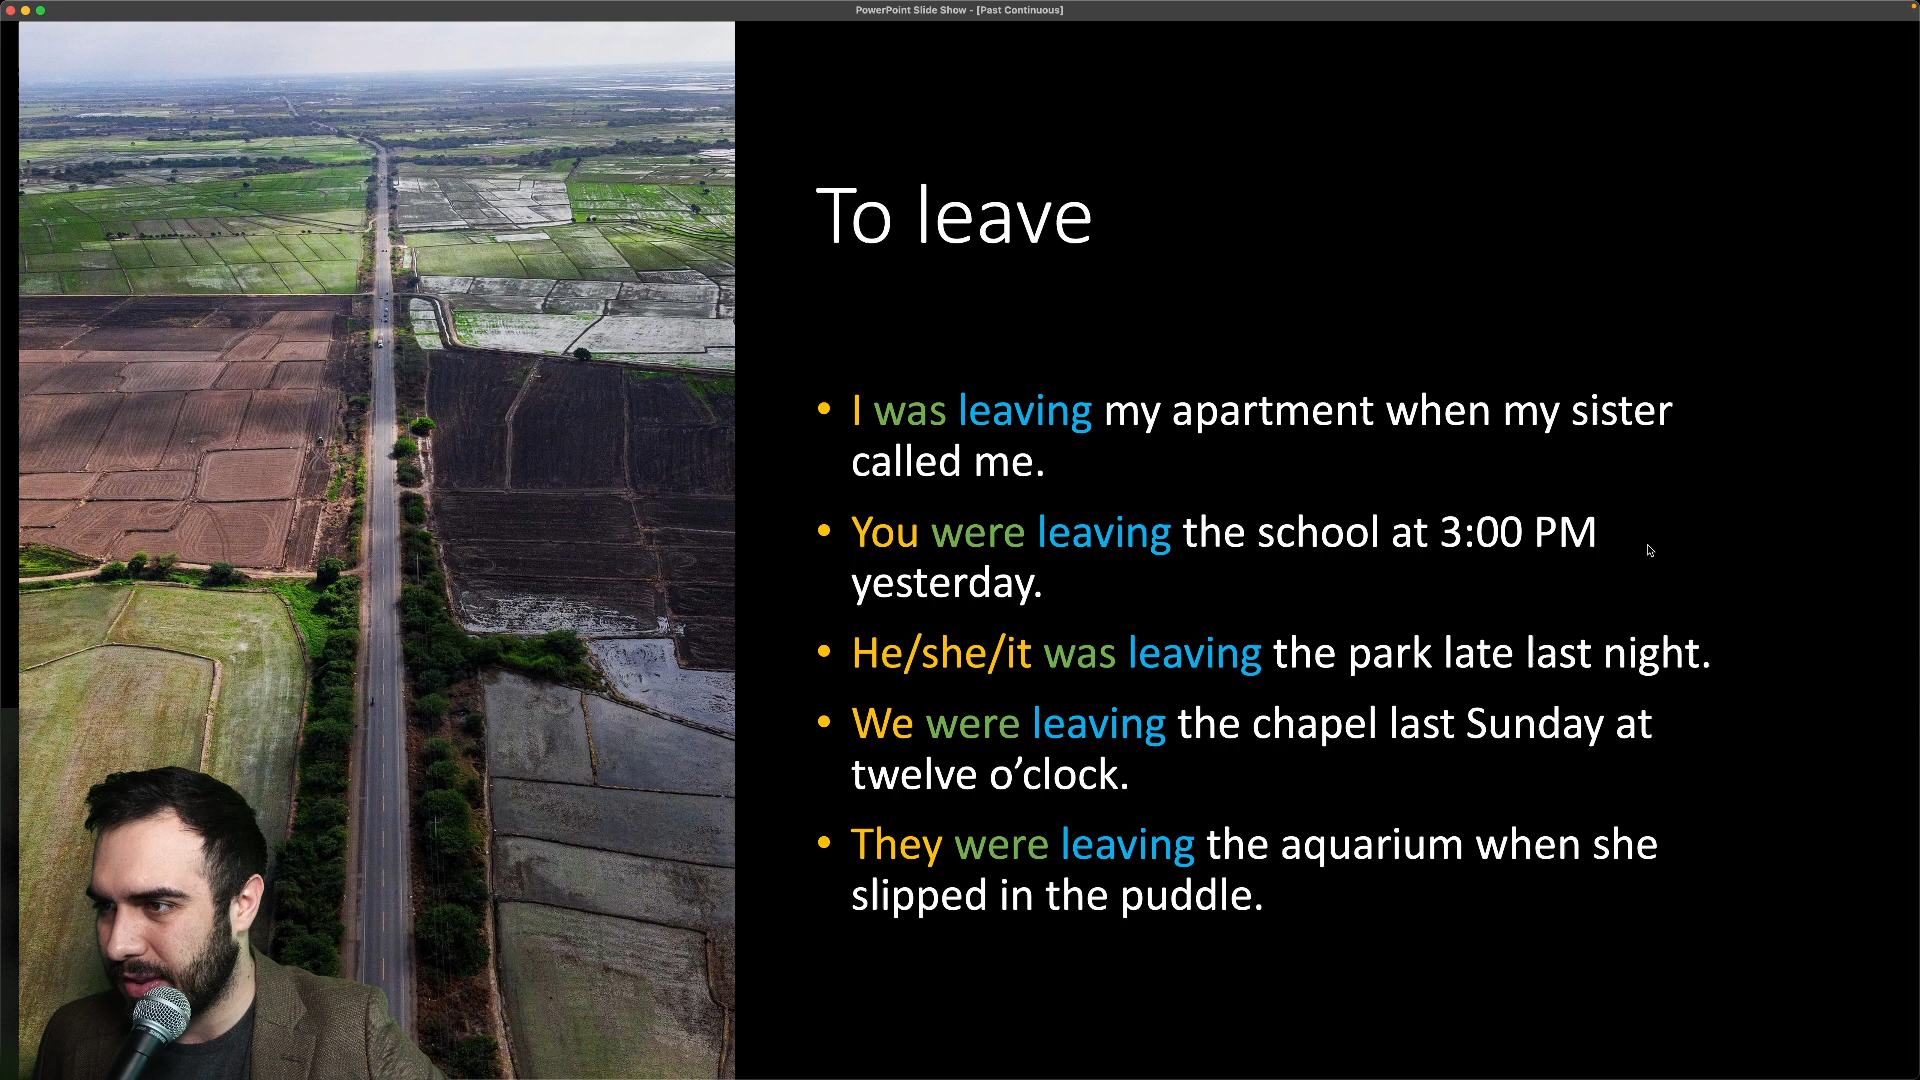 PowerPoint Slide Show - [Past Continuous]
To leave
• I was leaving my apartment when my sister
called me.
• You were leaving the school at 3:00 PM
yesterday.
• He/she/it was leaving the park late last night.
• We were leaving the chapel last Sunday at
twelve o’clock.
• They were leaving the aquarium when she
slipped in the puddle.